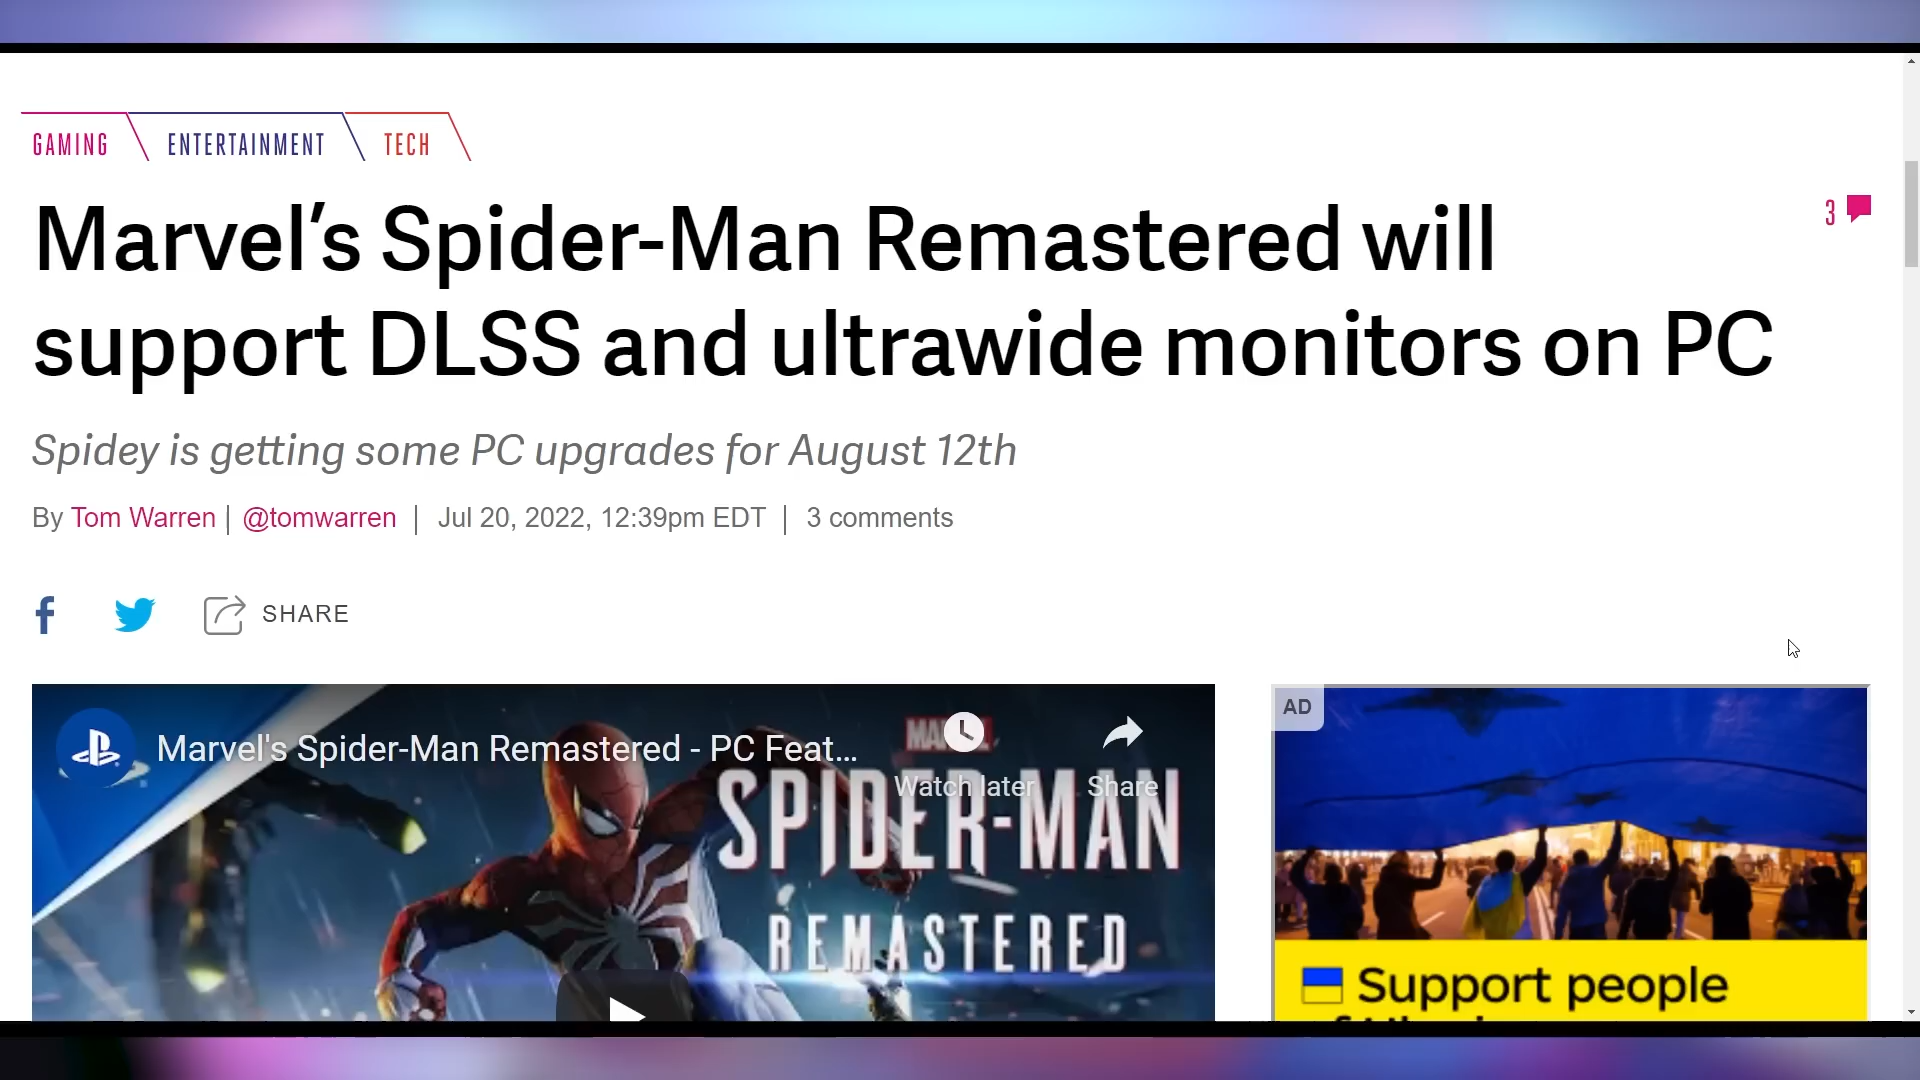 GAMING
ENTERTAINMENT
TECH
Marvel’s Spider-Man Remastered will
support DLSS and ultrawide monitors on PC
3
Spidey is getting some PC upgrades for August 12th
By Tom Warren | @tomwarren | Jul 20, 2022, 12:39pm EDT | 3 comments
SHARE
Marvel's Spider-Man Remastered - PC Feat...
Watch later
Share
MARVEL
SPIDER-MAN
REMASTERED
AD
Support people